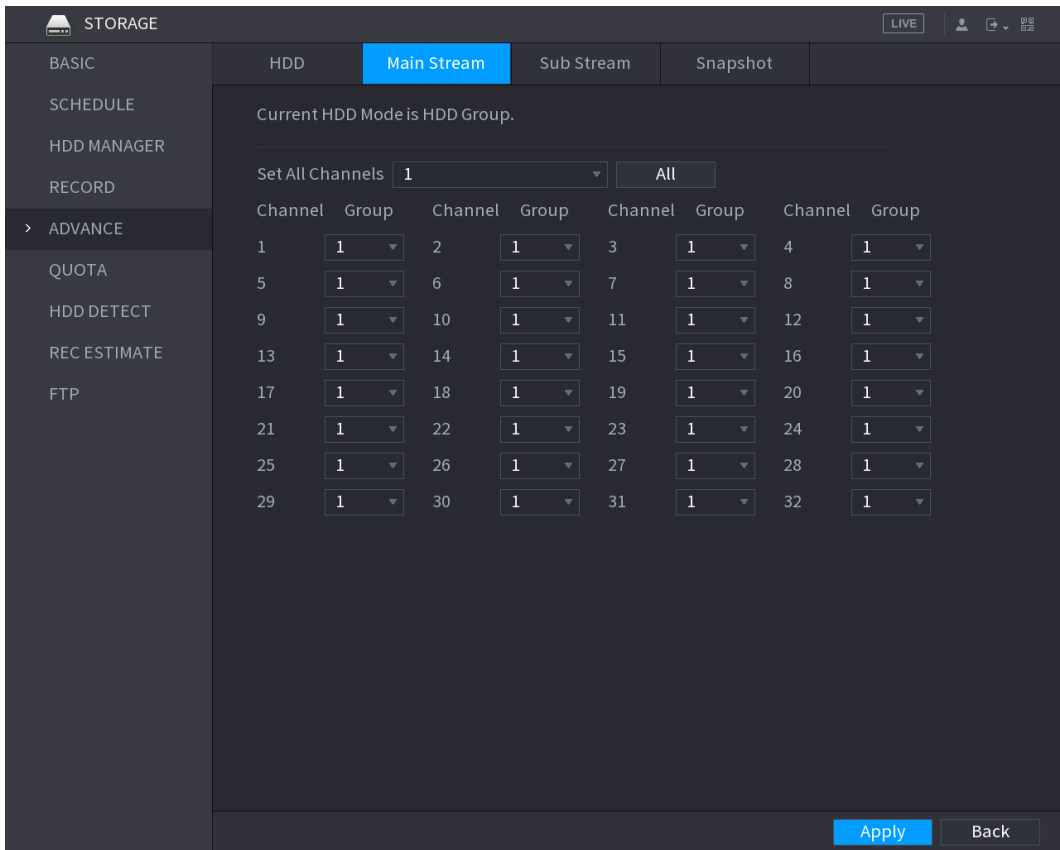 STORAGE LIVE
BASIC
SCHEDULE
HDD MANAGER
RECORD
ADVANCE
QUOTA
HDD DETECT
REC ESTIMATE
FTP
HDD Main Stream Sub Stream Snapshot
Current HDD Mode is HDD Group.
Set All Channels 1 All
Channel Group Channel Group Channel Group Channel Group
1 1 2 1 3 1 4 1
5 1 6 1 7 1 8 1
9 1 10 1 11 1 12 1
13 1 14 1 15 1 16 1
17 1 18 1 19 1 20 1
21 1 22 1 23 1 24 1
25 1 26 1 27 1 28 1
29 1 30 1 31 1 32 1
Apply Back